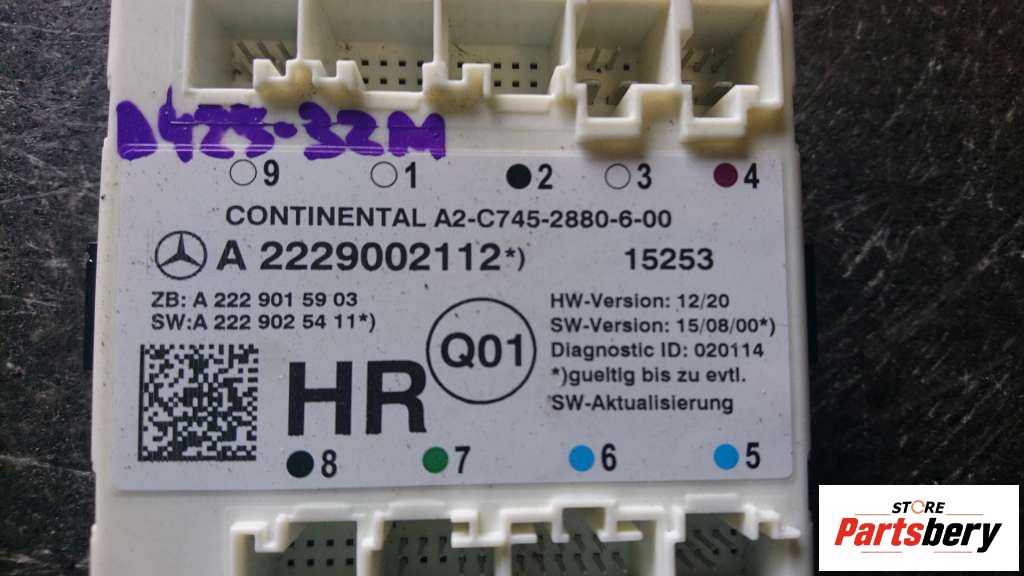 D473-32M
9 1 2 3 4
CONTINENTAL A2-C745-2880-6-00
A 2229002112*) 15253
ZB: A 222 901 59 03
SW:A 222 902 54 11*)
Q01
HW-Version: 12/20
SW-Version: 15/08/00*)
Diagnostic ID: 020114
*)gueltig bis zu evtl.
SW-Aktualisierung
HR
8 7 6 5
STORE
Partsbery